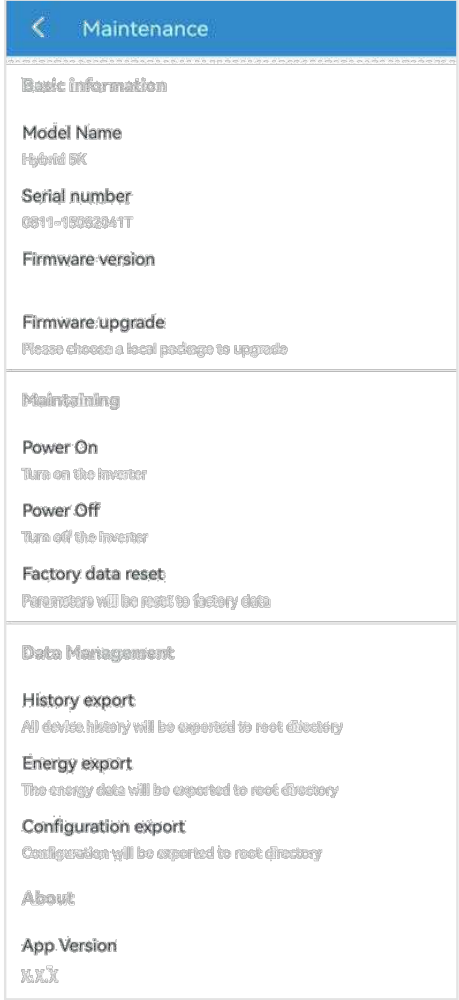 Maintenance
Basic information
Model Name
Hybrid 5K
Serial number
Firmware version
Firmware upgrade
Please choose a local package to upgrade
Maintaining
Power On
Turn on the inverter
Power Off
Turn off the inverter
Factory data reset
Parameters will be reset to factory data
Data Management
History export
All device history will be exported to root directory
Energy export
The energy data will be exported to root directory
Configuration export
Configuration will be exported to root directory
About
App Version
X.X.X